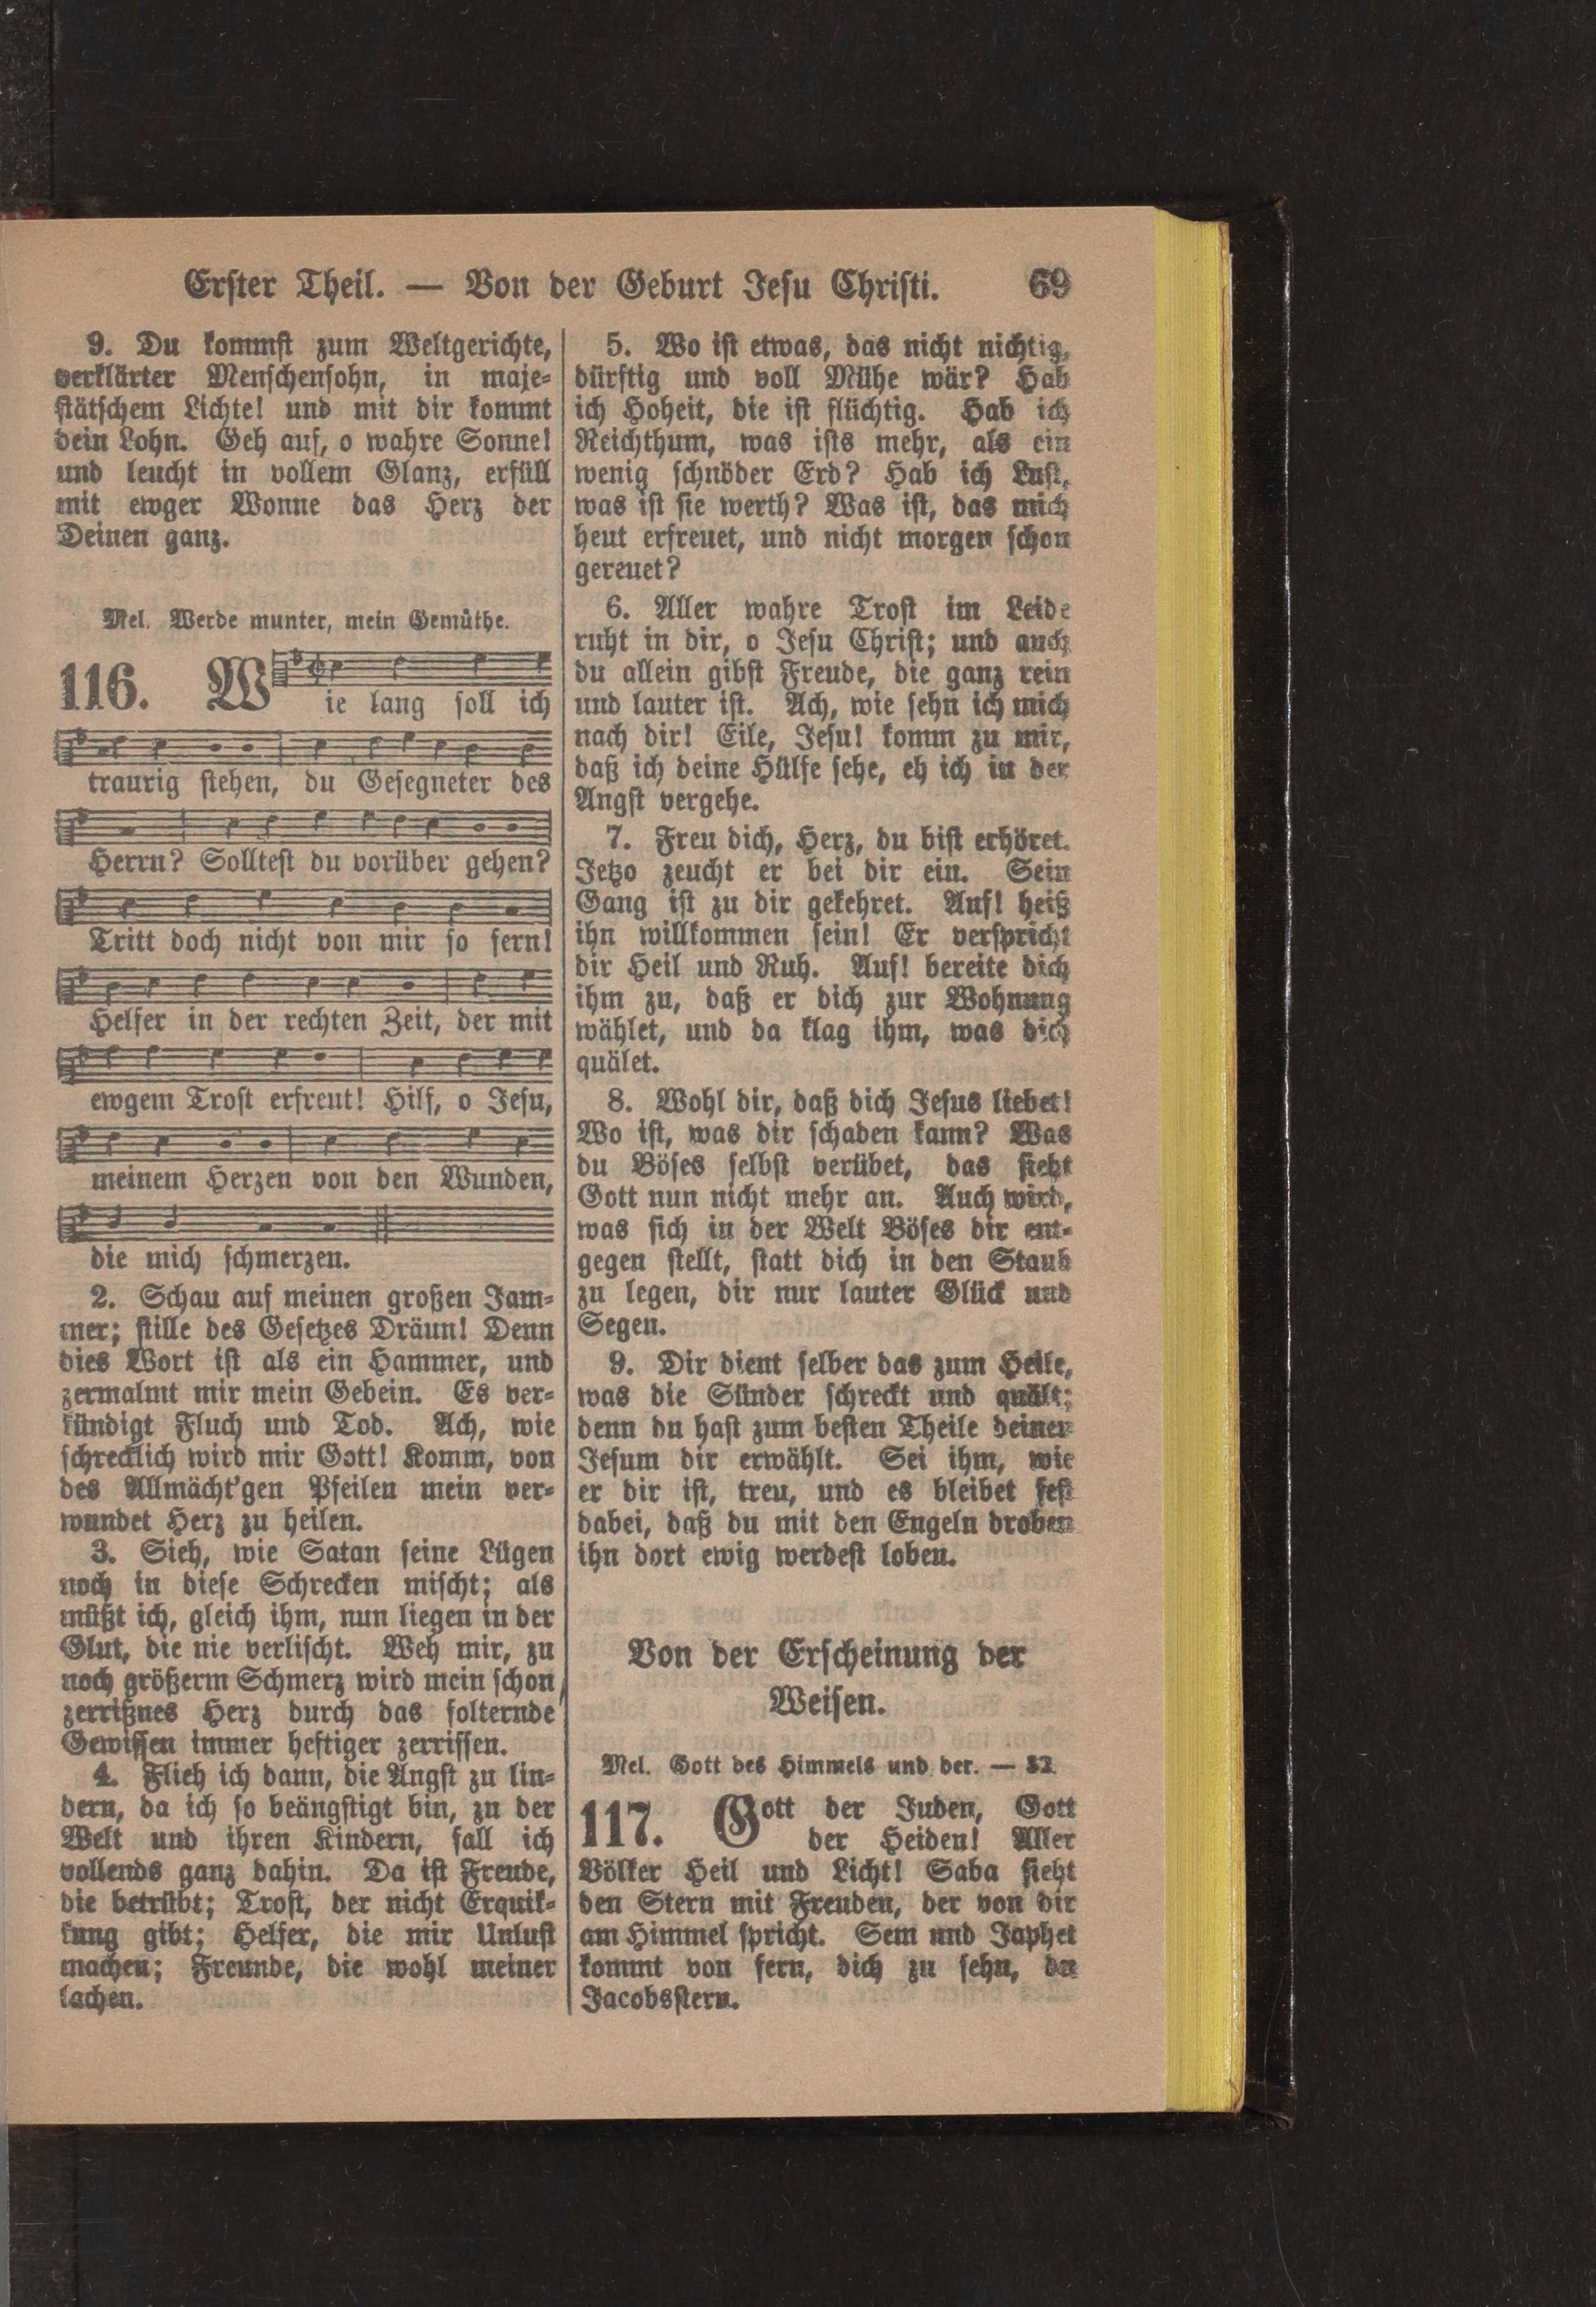 Erster Theil. — Von der Geburt Jesu Christi. 69
9. Du kommst zum Weltgerichte,
verklärter Menschensohn, in maje-
stätschem Lichte! und mit dir kommt
dein Lohn. Geh auf, o wahre Sonne!
und leucht in vollem Glanz, erfüll
mit ewger Wonne das Herz der
Deinen ganz.
Mel. Werde munter, mein Gemüthe.
116. Wie lang soll ich
traurig stehen, du Gesegneter des
Herrn? Solltest du vorüber gehen?
Tritt doch nicht von mir so fern!
Helfer in der rechten Zeit, der mit
ewgem Trost erfreut! Hilf, o Jesu,
meinem Herzen von den Wunden,
die mich schmerzen.
2. Schau auf meinen großen Jam-
mer; stille des Gesetzes Dräun! Denn
dies Wort ist als ein Hammer, und
zermalmt mir mein Gebein. Es ver-
kündigt Fluch und Tod. Ach, wie
schrecklich wird mir Gott! Komm, von
des Allmächt'gen Pfeilen mein ver-
wundet Herz zu heilen.
3. Sieh, wie Satan seine Lügen
noch in diese Schrecken mischt; als
müßt ich, gleich ihm, nun liegen in der
Glut, die nie verlischt. Weh mir, zu
noch größerm Schmerz wird mein schon
zerrißnes Herz durch das folternde
Gewissen immer heftiger zerrissen.
4. Flieh ich dann, die Angst zu lin-
dern, da ich so beängstigt bin, zu der
Welt und ihren Kindern, fall ich
vollends ganz dahin. Da ist Freude,
die betrübt; Trost, der nicht Erquik-
kung gibt; Helfer, die mir Unlust
machen; Freunde, die wohl meiner
lachen.
5. Wo ist etwas, das nicht nichtig,
dürftig und voll Mühe wär? Hab
ich Hoheit, die ist flüchtig. Hab ich
Reichthum, was ists mehr, als ein
wenig schnöder Erd? Hab ich Lust,
was ist sie werth? Was ist, das mich
heut erfreuet, und nicht morgen schon
gereuet?
6. Aller wahre Trost im Leide
ruht in dir, o Jesu Christ; und auch
du allein gibst Freude, die ganz rein
und lauter ist. Ach, wie sehn ich mich
nach dir! Eile, Jesu! komm zu mir,
daß ich deine Hülfe sehe, eh ich in der
Angst vergehe.
7. Freu dich, Herz, du bist erhöret.
Jetzo zeucht er bei dir ein. Sein
Gang ist zu dir gekehret. Auf! heiß
ihn willkommen sein! Er verspricht
dir Heil und Ruh. Auf! bereite dich
ihm zu, daß er dich zur Wohnung
wählet, und da klag ihm, was dich
quälet.
8. Wohl dir, daß dich Jesus liebet!
Wo ist, was dir schaden kann? Was
du Böses selbst verübet, das sieht
Gott nun nicht mehr an. Auch wird,
was sich in der Welt Böses dir ent-
gegen stellt, statt dich in den Staub
zu legen, dir nur lauter Glück und
Segen.
9. Dir dient selber das zum Heile,
was die Sünder schreckt und quält;
denn du hast zum besten Theile deinen
Jesum dir erwählt. Sei ihm, wie
er dir ist, treu, und es bleibet fest
dabei, daß du mit den Engeln droben
ihn dort ewig werdest loben.
Von der Erscheinung der
Weisen.
Mel. Gott des Himmels und der. — 32.
117. Gott der Juden, Gott
der Heiden! Aller
Völker Heil und Licht! Saba sieht
den Stern mit Freuden, der von dir
am Himmel spricht. Sem und Japhet
kommt von fern, dich zu sehn, du
Jacobsstern.